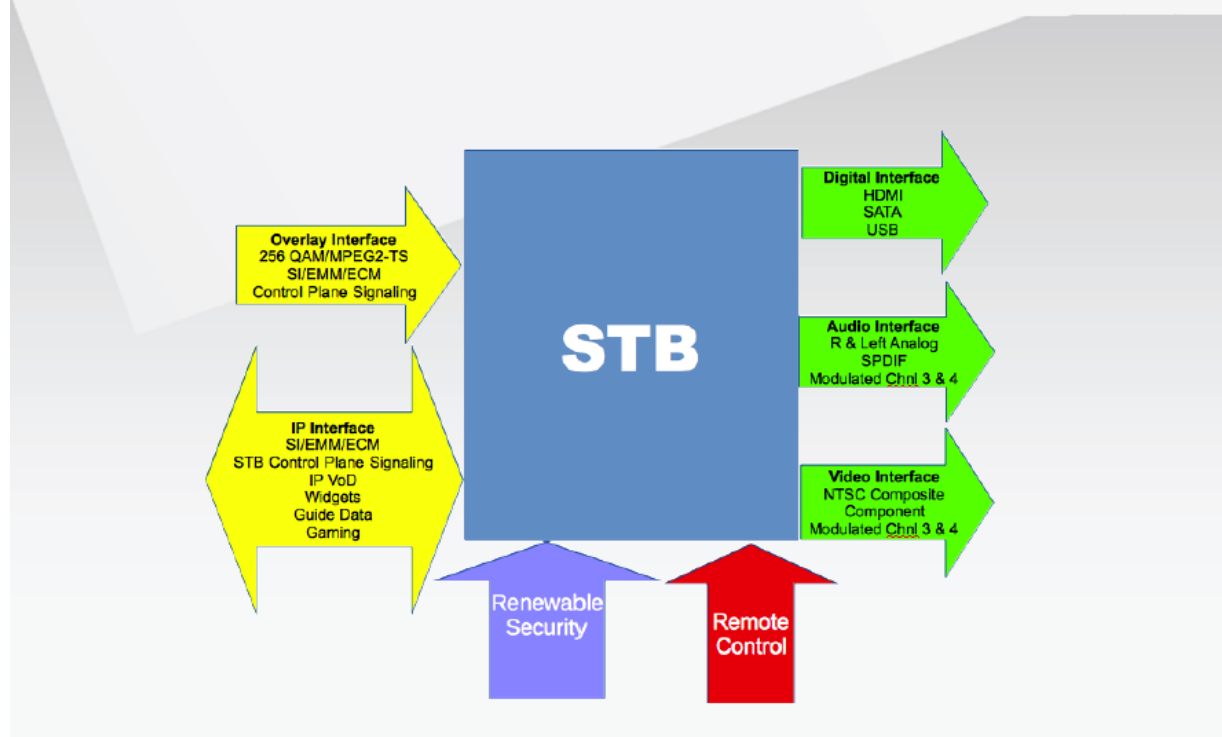 Overlay Interface
256 QAM/MPEG2-TS
SI/EMM/ECM
Control Plane Signaling
IP Interface
SI/EMM/ECM
STB Control Plane Signaling
IP VoD
Widgets
Guide Data
Gaming
STB
Digital Interface
HDMI
SATA
USB
Audio Interface
R & Left Analog
SPDIF
Modulated Chnl 3 & 4
Video Interface
NTSC Composite
Component
Modulated Chnl 3 & 4
Renewable
Security
Remote
Control